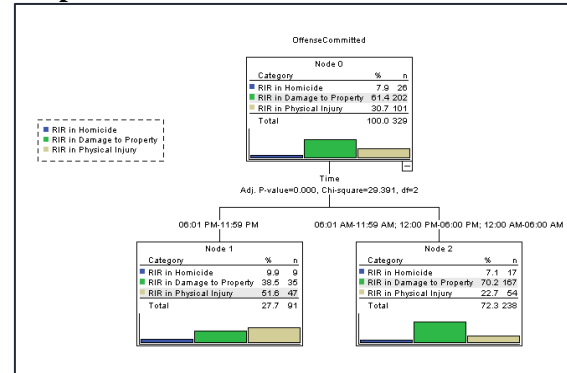 OffenseCommitted
Node 0
Category % n
RIR in Homicide 7.9 26
RIR in Damage to Property 61.4 202
RIR in Physical Injury 30.7 101
Total 100.0 329
RIR in Homicide
RIR in Damage to Property
RIR in Physical Injury
Time
Adj. P-value=0.000, Chi-square=29.391, df=2
06:01 PM-11:59 PM
06:01 AM-11:59 AM; 12:00 PM-06:00 PM; 12:00 AM-06:00 AM
Node 1
Category % n
RIR in Homicide 9.9 9
RIR in Damage to Property 38.5 35
RIR in Physical Injury 51.6 47
Total 27.7 91
Node 2
Category % n
RIR in Homicide 7.1 17
RIR in Damage to Property 70.2 167
RIR in Physical Injury 22.7 54
Total 72.3 238